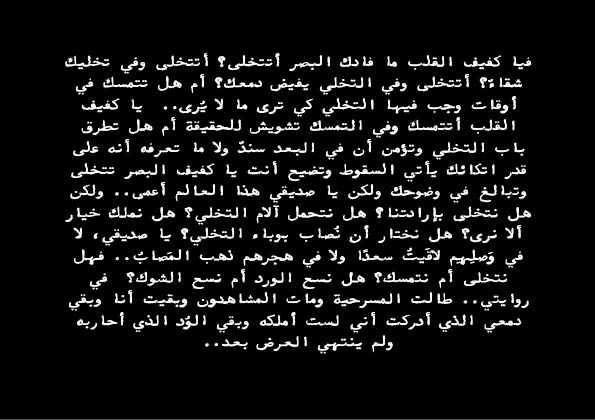 فيا كفيف القلب ما فادك البصر أتتخلى؟ أتتخلى وفي تخليك
شقاءً؟ أتتخلى وفي التخلي يفيض دمعك؟ أم هل تتمسك في
أوقات وجب فيها التخلي كي ترى ما لا يُرى.. يا كفيف
القلب أتتمسك وفي التمسك تشويش للحقيقة أم هل تطرق
باب التخلي وتؤمن أن في البعد سندً ولا ما تعرفه أنه على
قدر اتكائك يأتي السقوط وتضيع أنت يا كفيف البصر تتخلى
وتبالغ في وضوحك ولكن يا صديقي هذا العالم أعمى.. ولكن
هل نتخلى بإرادتنا؟ هل نتحمل آلام التخلي؟ هل نملك خيار
ألا نرى؟ هل نختار أن نُصاب بوباء التخلي؟ يا صديقي، لا
في وَصلِهِم لاقَيتُ سعدًا ولا في هجرهم ذهب المَصابُ.. فهل
نتخلى أم نتمسك؟ هل نسع الورد أم نسع الشوك؟ في
روايتي.. طالت المسرحية ومات المشاهدون وبقيت أنا وبقي
دمعي الذي أدركت أني لست أملكه وبقي الوُد الذي أحاربه
ولم ينتهي العرض بعد..